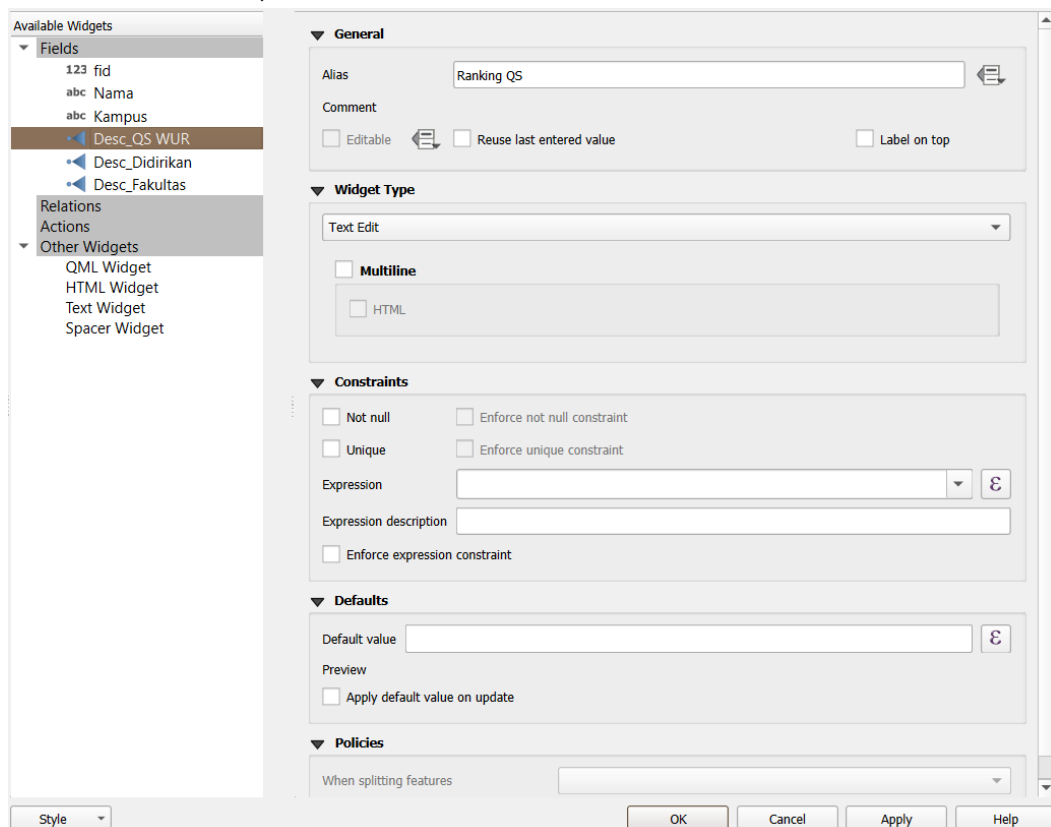 Available Widgets
Fields
123 fid
abc Nama
abc Kampus
Desc_QS WUR
Desc_Didirikan
Desc_Fakultas
Relations
Actions
Other Widgets
QML Widget
HTML Widget
Text Widget
Spacer Widget
General
Alias Ranking QS
Comment
Editable Reuse last entered value Label on top
Widget Type
Text Edit
Multiline
HTML
Constraints
Not null Enforce not null constraint
Unique Enforce unique constraint
Expression ε
Expression description
Enforce expression constraint
Defaults
Default value ε
Preview
Apply default value on update
Policies
When splitting features
Style OK Cancel Apply Help